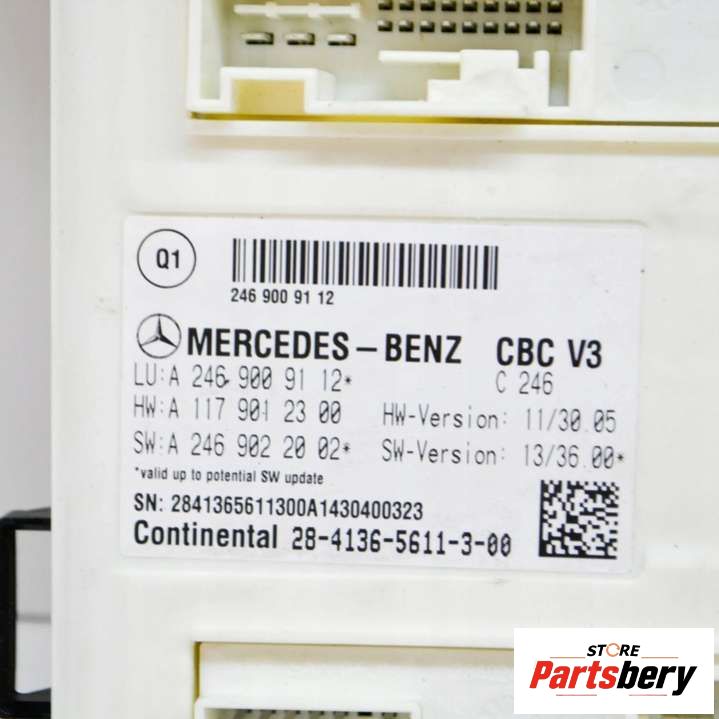 Q1
246 900 91 12
MERCEDES-BENZ CBC V3
LU:A 246 900 91 12* C 246
HW:A 117 901 23 00 HW-Version: 11/30.05
SW:A 246 902 20 02* SW-Version: 13/36.00*
*valid up to potential SW update
SN: 2841365611300A1430400323
Continental 28-4136-5611-3-00
STORE
Partsbery